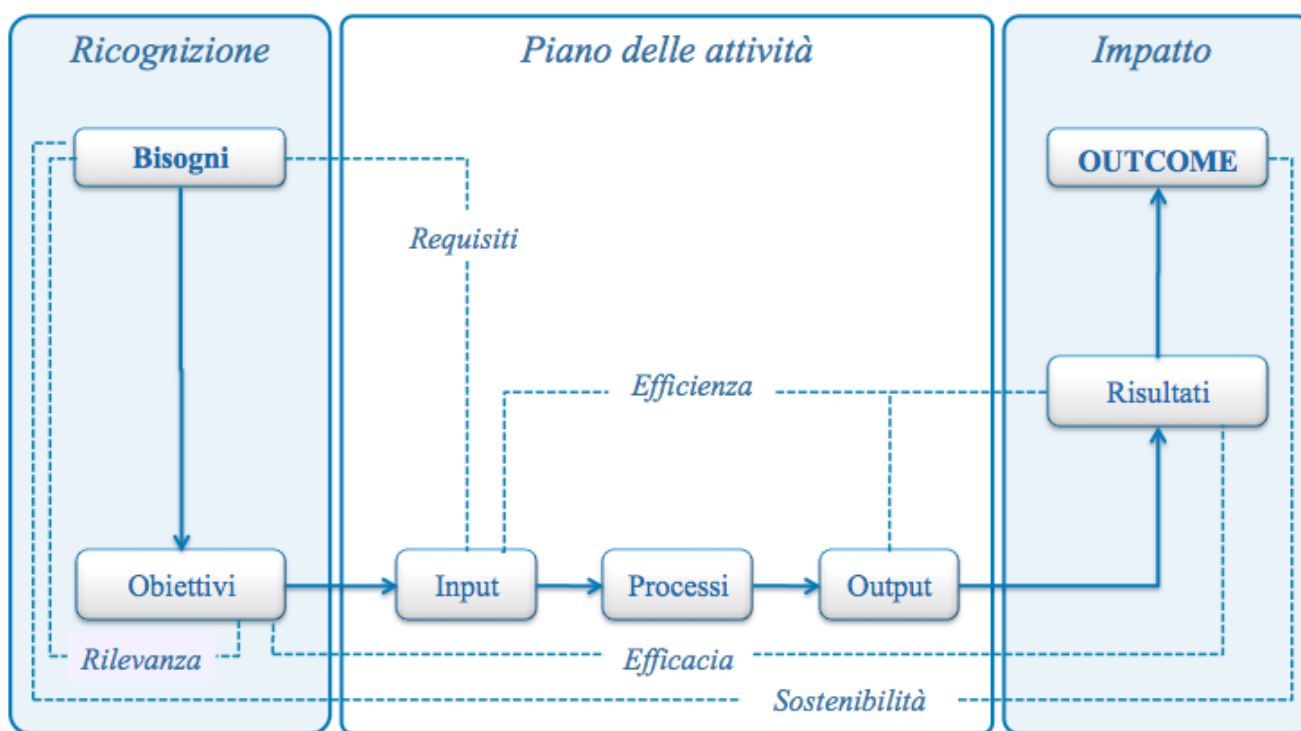 Ricognizione
Piano delle attività
Impatto
Bisogni
OUTCOME
Requisiti
Efficienza
Risultati
Obiettivi
Input
Processi
Output
Rilevanza
Efficacia
Sostenibilità